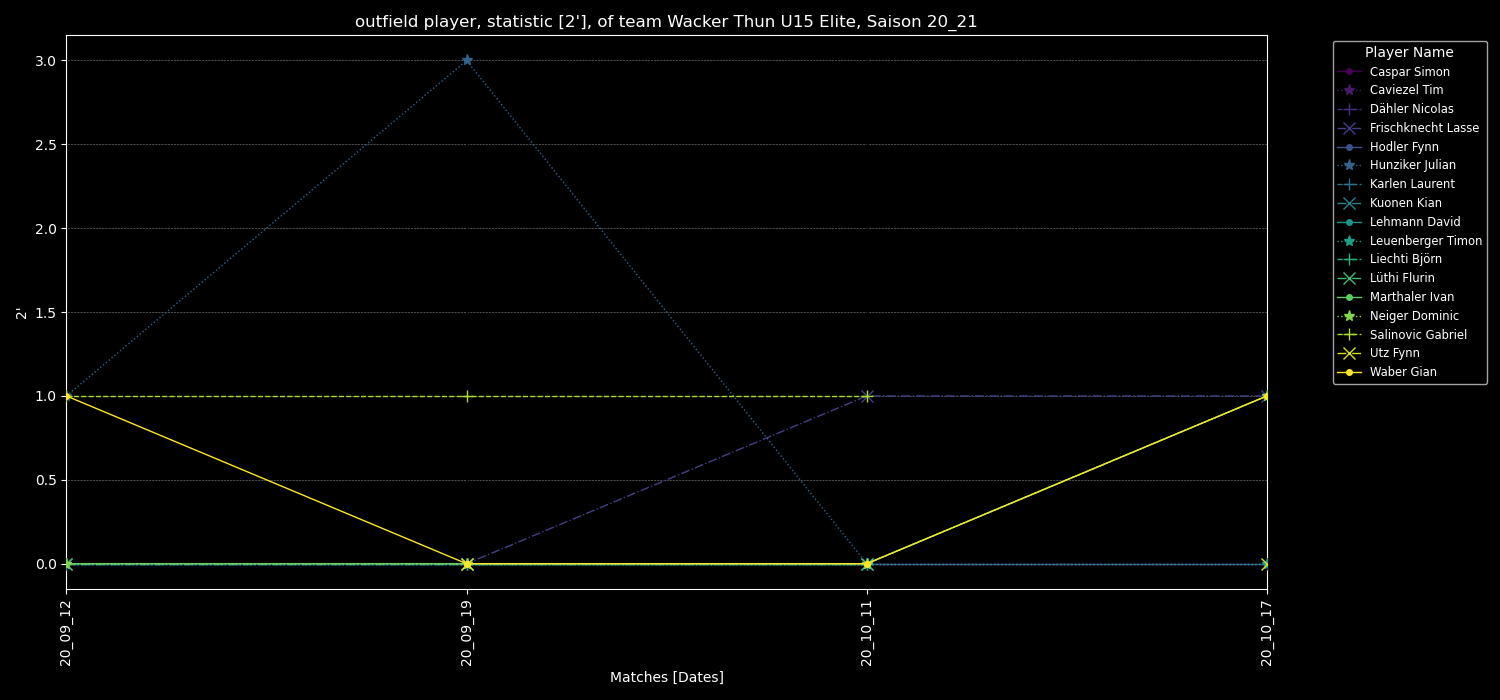 outfield player, statistic [2'], of team Wacker Thun U15 Elite, Saison 20_21
3.0
2.5
2.0
1.5
1.0
0.5
0.0
2'
20_09_12
20_09_19
20_10_11
20_10_17
Matches [Dates]
Player Name
Caspar Simon
Caviezel Tim
Dähler Nicolas
Frischknecht Lasse
Hodler Fynn
Hunziker Julian
Karlen Laurent
Kuonen Kian
Lehmann David
Leuenberger Timon
Liechti Björn
Lüthi Flurin
Marthaler Ivan
Neiger Dominic
Salinovic Gabriel
Utz Fynn
Waber Gian